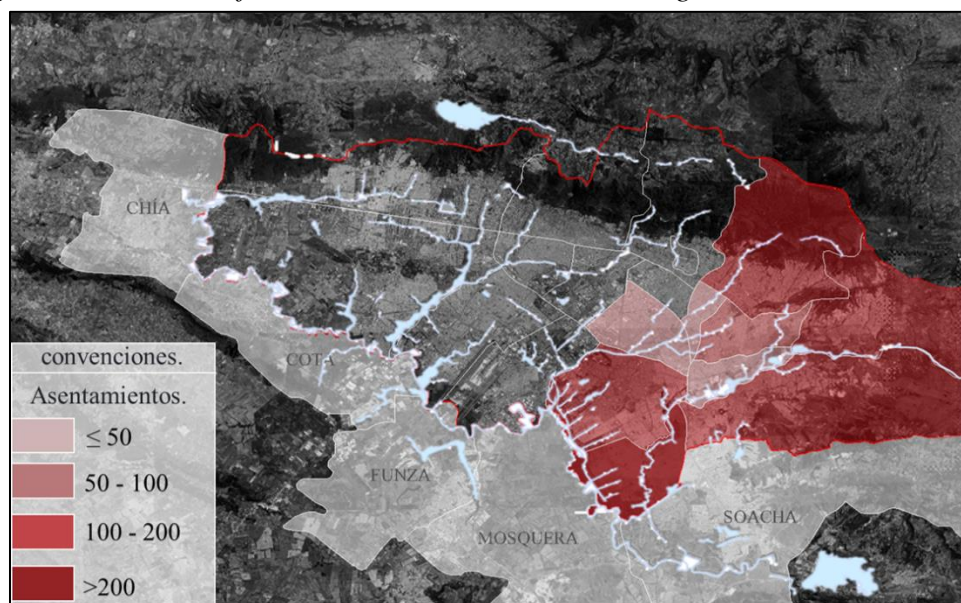 CHÍA
COTA
FUNZA
MOSQUERA
SOACHA
convenciones.
Asentamientos.
≤ 50
50 - 100
100 - 200
>200